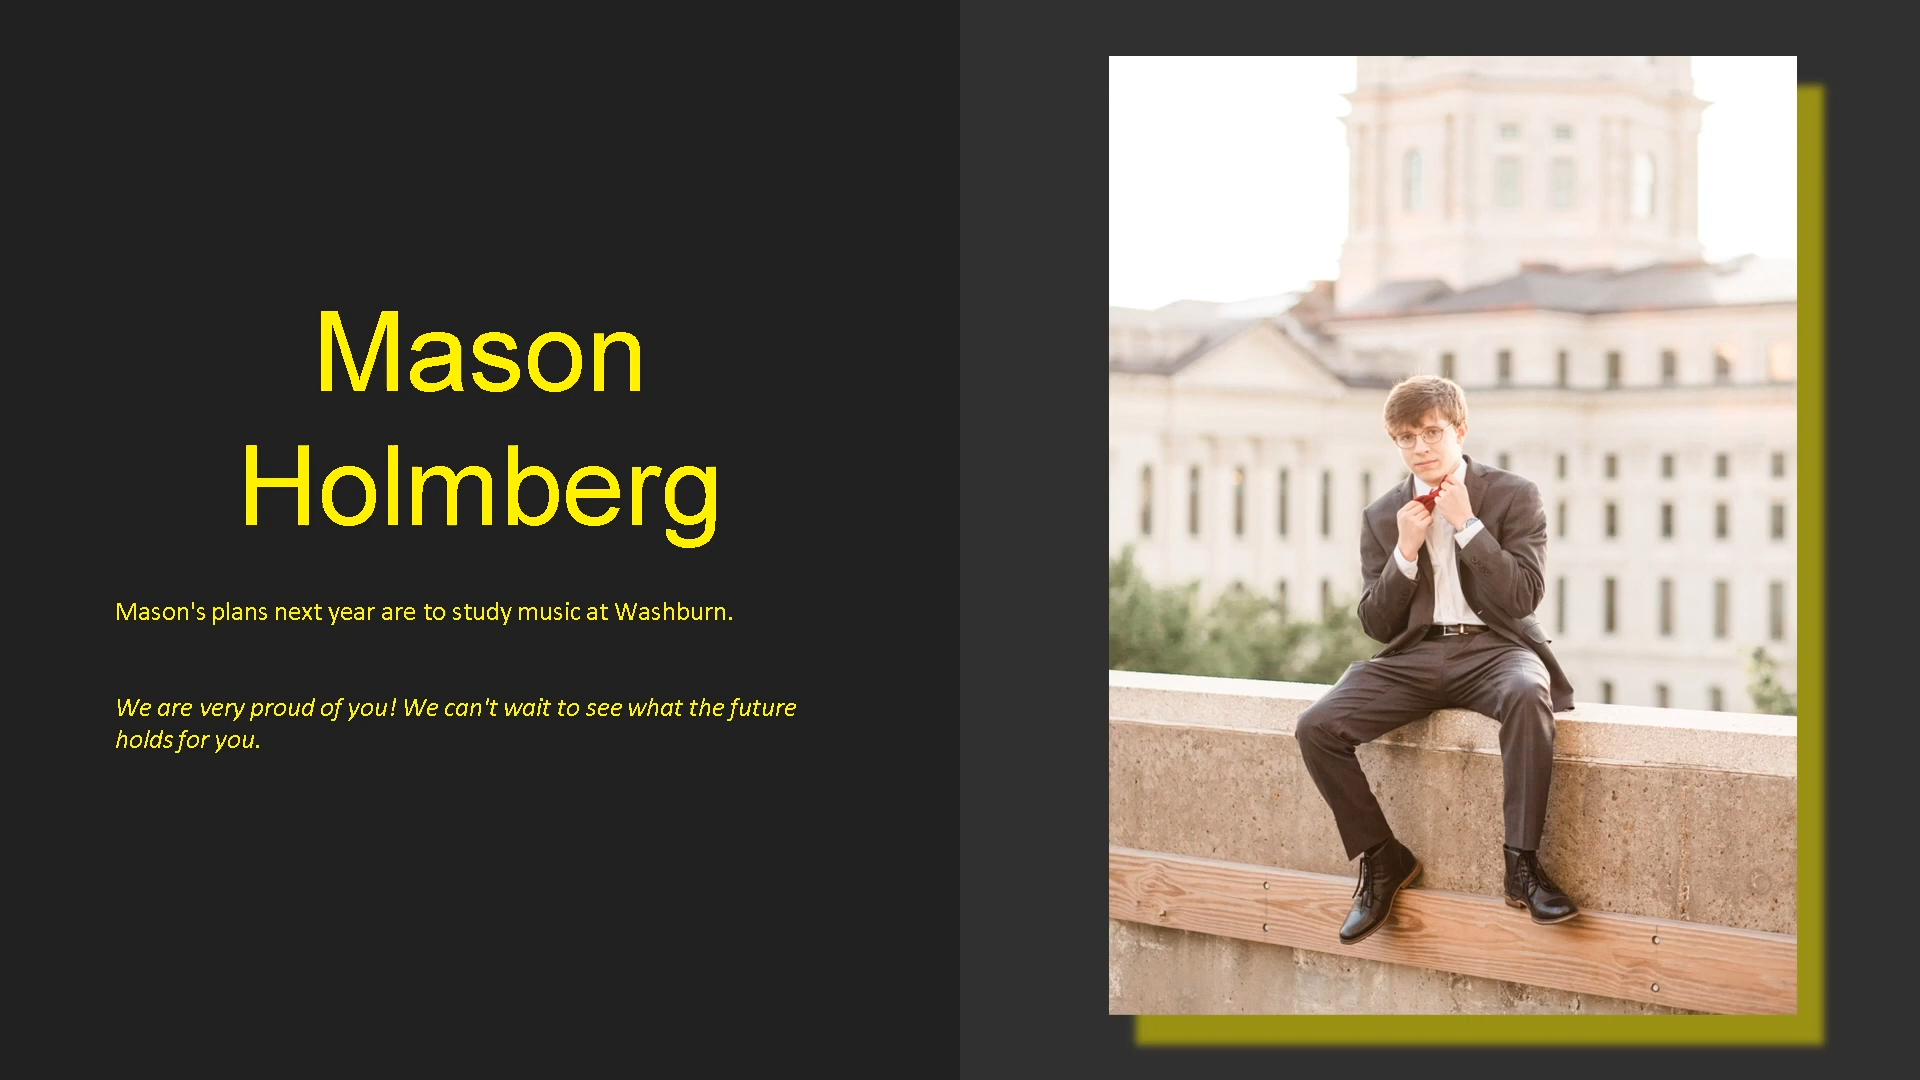 Mason
Holmberg
Mason's plans next year are to study music at Washburn.
We are very proud of you! We can't wait to see what the future
holds for you.